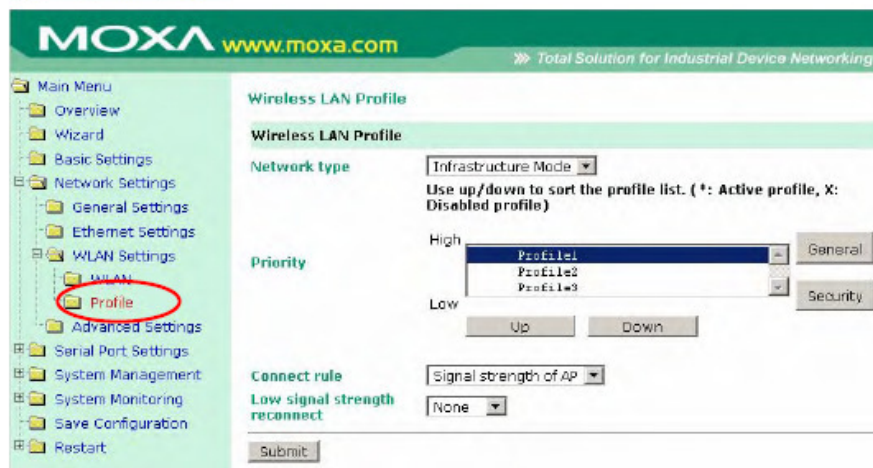 MOXA www.moxa.com
Total Solution for Industrial Device Networking
Main Menu
Overview
Wizard
Basic Settings
Network Settings
General Settings
Ethernet Settings
WLAN Settings
WLAN
Profile
Advanced Settings
Serial Port Settings
System Management
System Monitoring
Save Configuration
Restart
Wireless LAN Profile
Wireless LAN Profile
Network type
Infrastructure Mode
Use up/down to sort the profile list. (*: Active profile, X:
Disabled profile)
Priority
High
Profile1
Profile2
Profile3
Low
General
Security
Up Down
Connect rule
Signal strength of AP
Low signal strength
reconnect
None
Submit